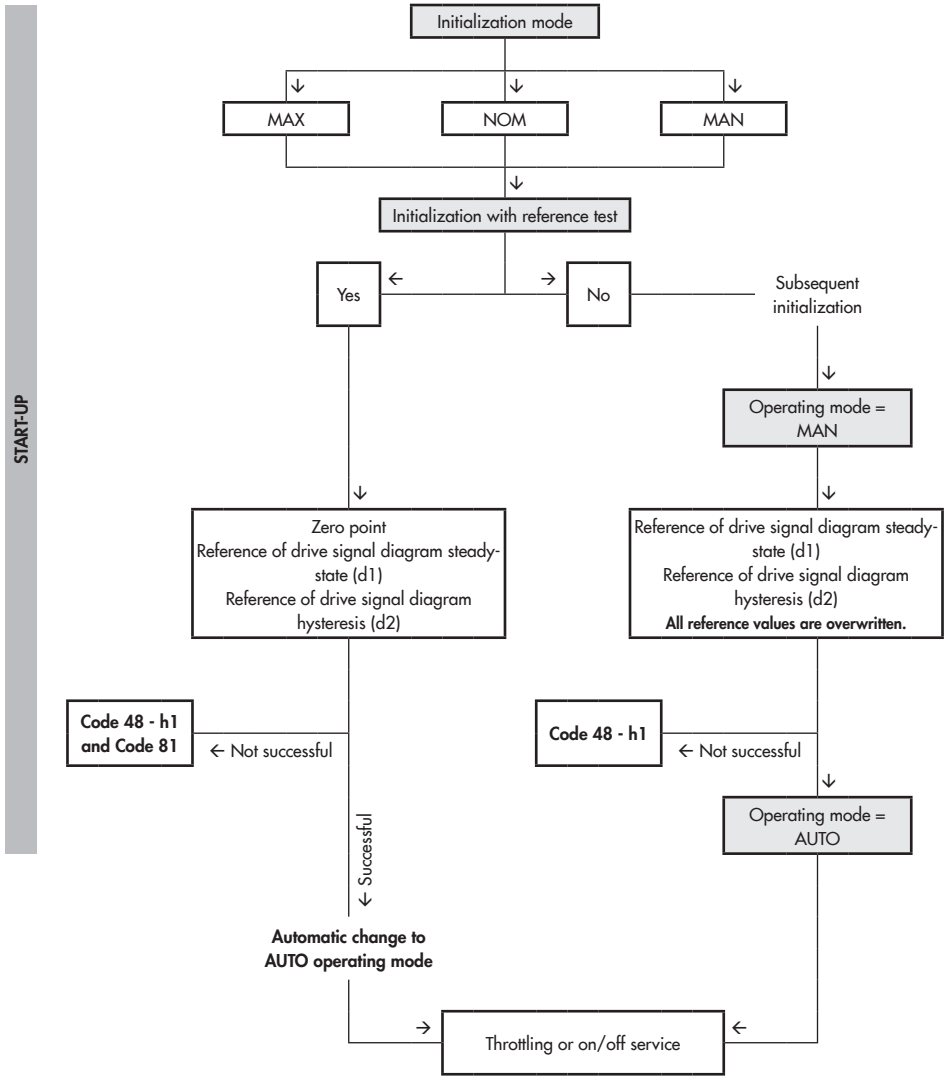 START-UP
Initialization mode
MAX
NOM
MAN
Initialization with reference test
Yes
No
Subsequent
initialization
Operating mode =
MAN
Zero point
Reference of drive signal diagram steady-
state (d1)
Reference of drive signal diagram
hysteresis (d2)
Reference of drive signal diagram steady-
state (d1)
Reference of drive signal diagram
hysteresis (d2)
All reference values are overwritten.
Code 48 - h1
and Code 81
← Not successful
Code 48 - h1
← Not successful
Operating mode =
AUTO
← Successful
Automatic change to
AUTO operating mode
Throttling or on/off service